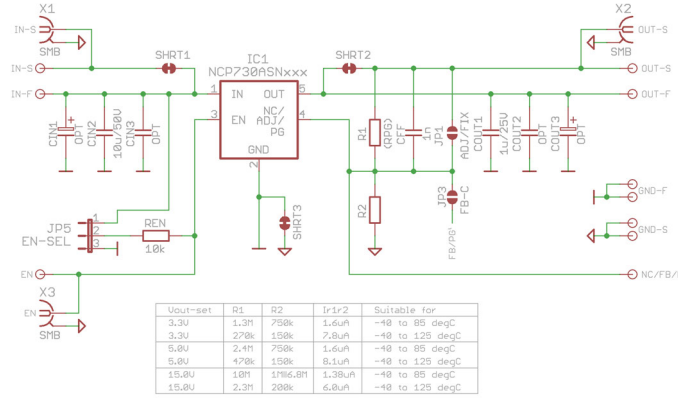 X1
X2
IN-S
OUT-S
SMB
SMB
SHRT1
IC1
SHRT2
NCP730ASNxxx
IN-S
OUT-S
IN-F
1
IN
OUT
5
OUT-F
3
EN
NC/
ADJ/
PG
4
GND
2
CIN1
OPT
CIN2
10u/50V
CIN3
OPT
R1
(RPG)
CFF
1n
JP1
ADJ/FIX
COUT1
1u/25V
COUT2
OPT
COUT3
OPT
R2
JP3
FB-C
FB/PG'
GND-F
GND-S
SHRT3
JP5
EN-SEL
1
2
3
REN
10k
EN
NC/FB/
X3
SMB
Vout-set R1 R2 Ir1r2 Suitable for
3.3V 1.3M 750k 1.6uA -40 to 85 degC
3.3V 270k 150k 7.8uA -40 to 125 degC
5.0V 2.4M 750k 1.6uA -40 to 85 degC
5.0V 470k 150k 8.1uA -40 to 125 degC
15.0V 10M 1.38uA -40 to 85 degC
15.0V 2.3M 200k 6.0uA -40 to 125 degC